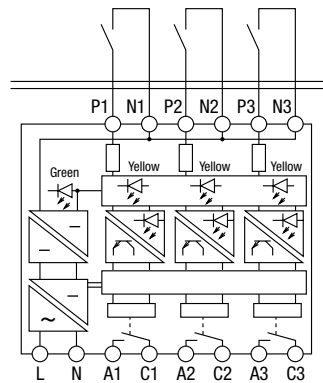 P1 N1 P2 N2 P3 N3
Green Yellow Yellow Yellow
L N A1 C1 A2 C2 A3 C3